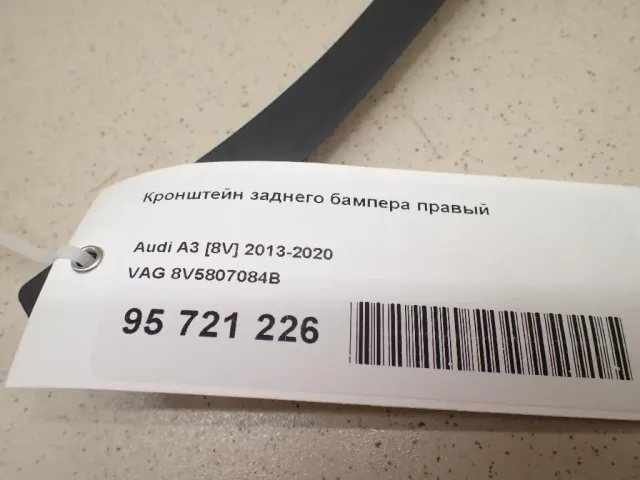 Кронштейн заднего бампера правый
Audi A3 [8V] 2013-2020
VAG 8V5807084B
95 721 226